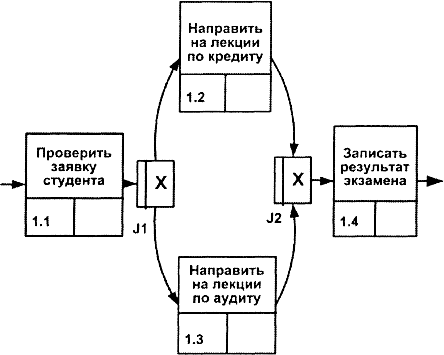 Направить
на лекции
по кредиту
1.2
Проверить
заявку
студента
1.1
X
J1
X
J2
Записать
результат
экзамена
1.4
Направить
на лекции
по аудиту
1.3